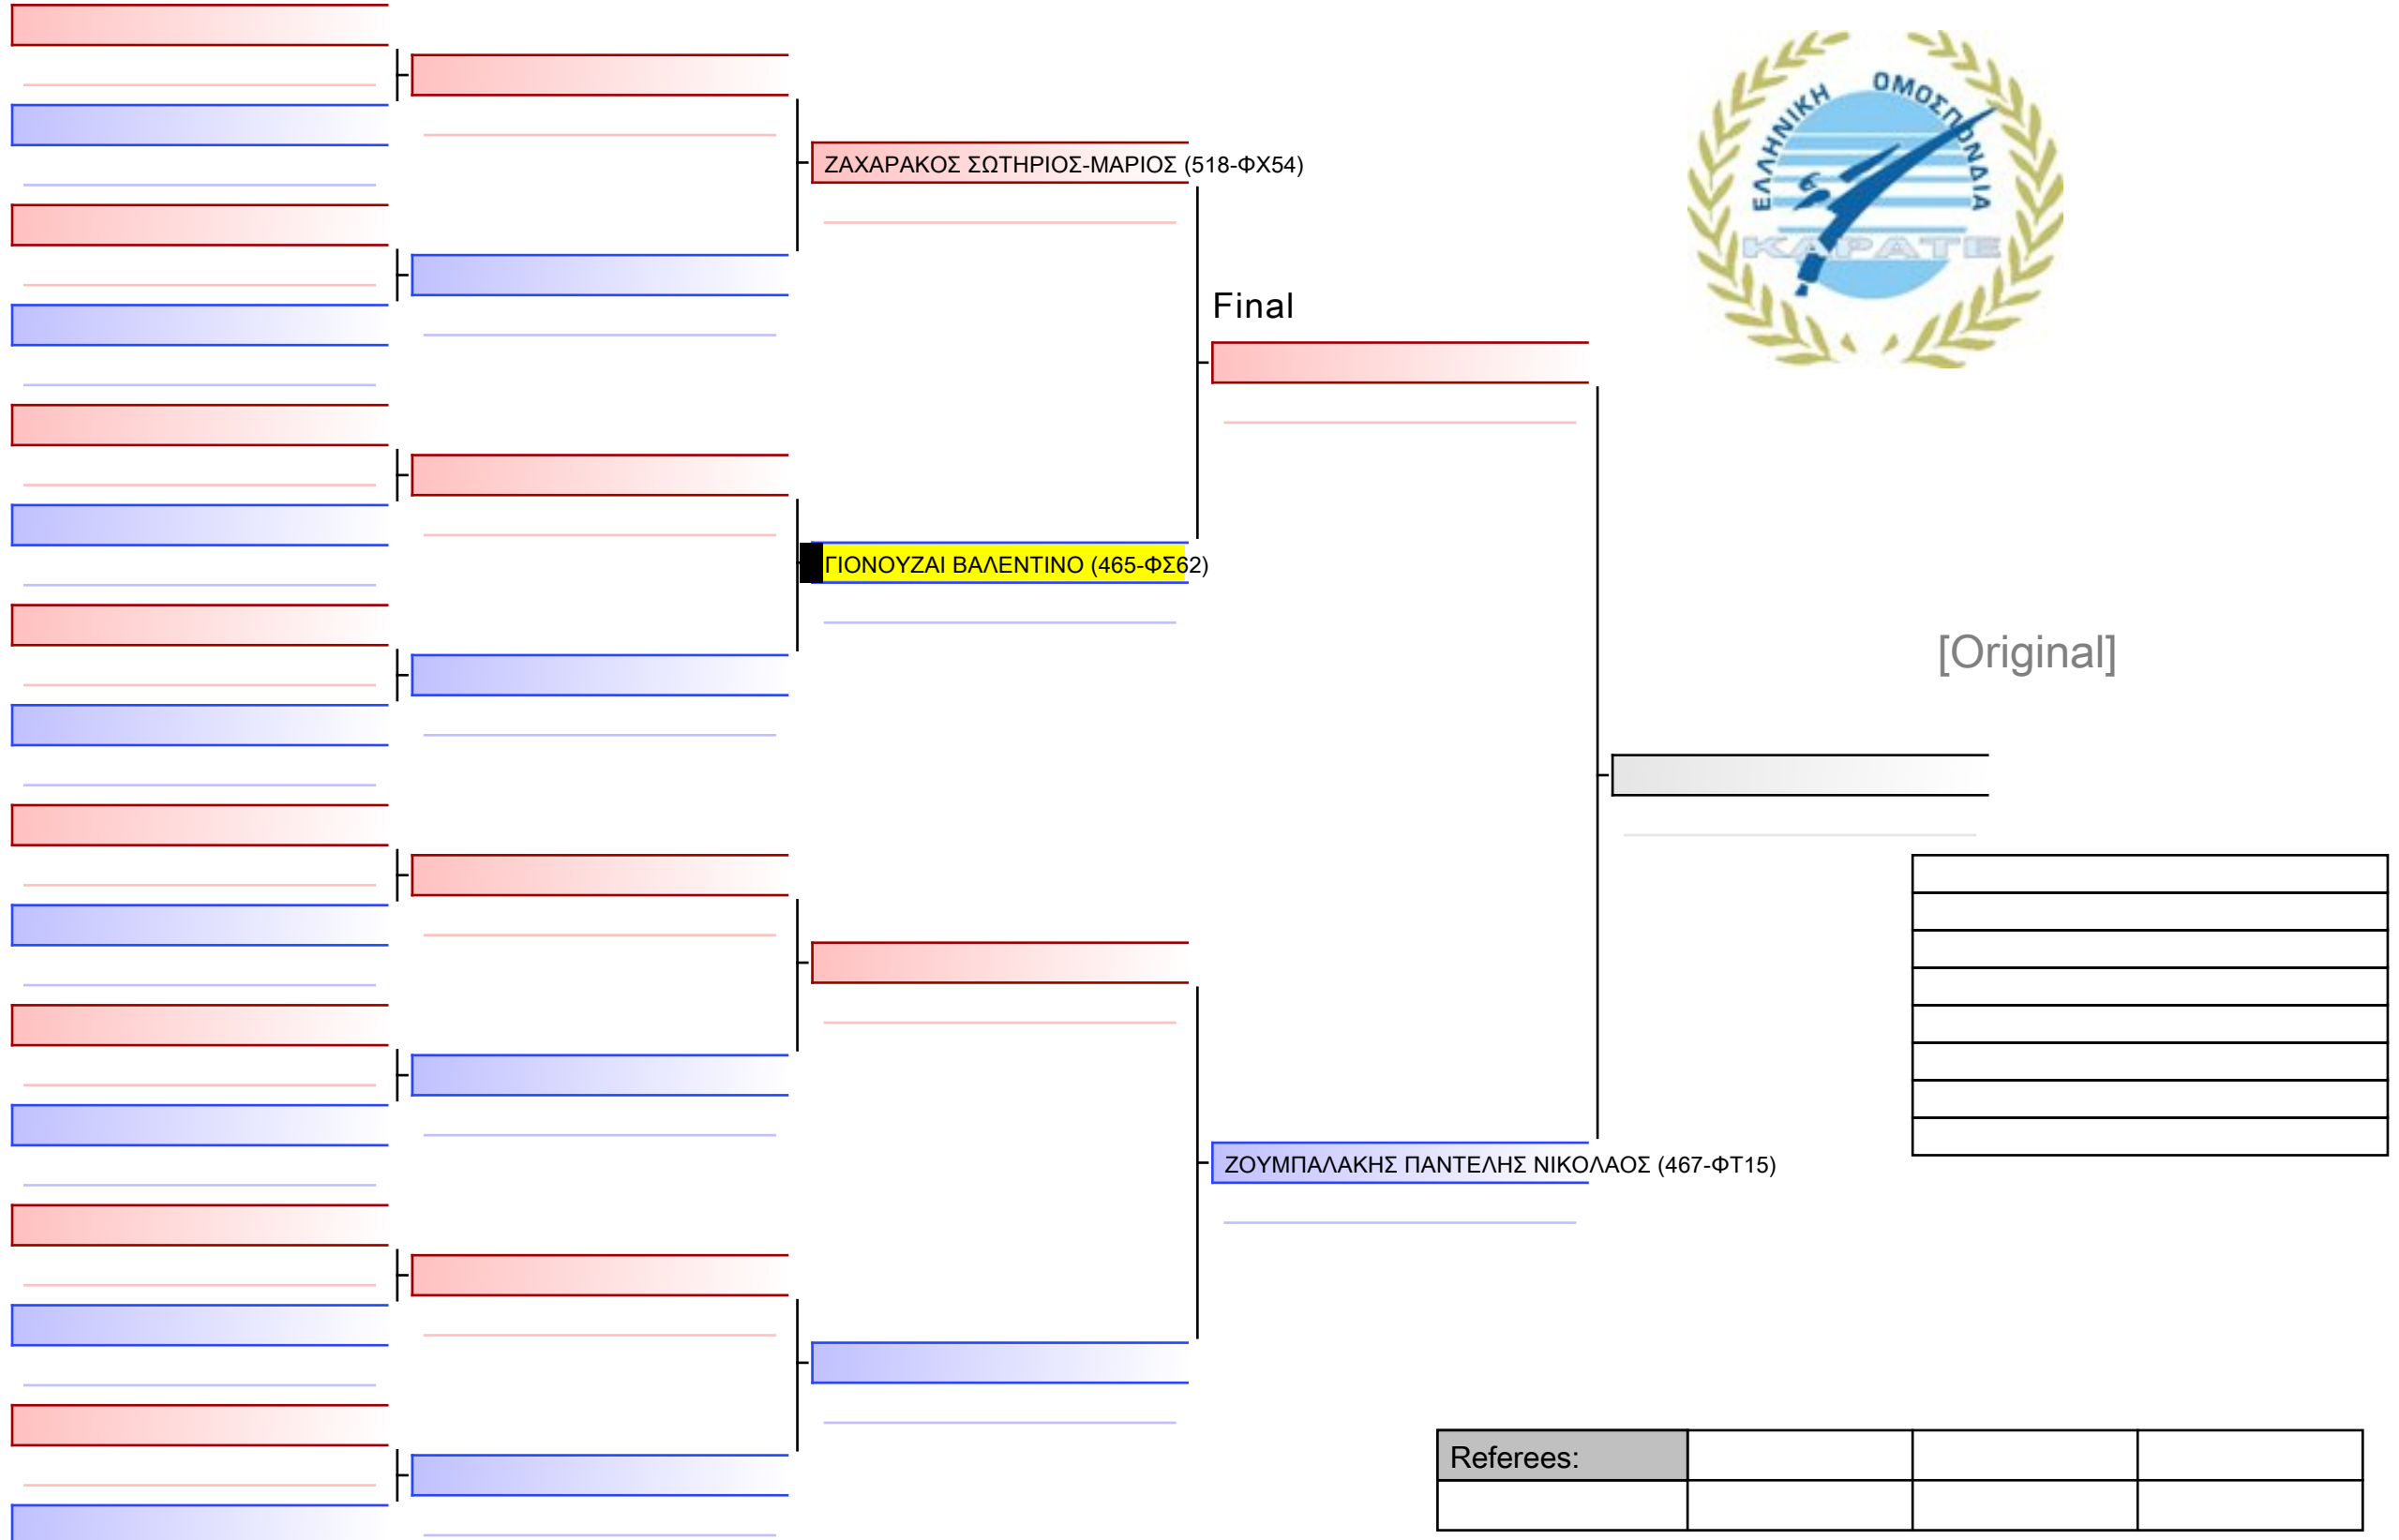 ΕΛΛΗΝΙΚΗ ΟΜΟΣΠΟΝΔΙΑ
ΚΑΡΑΤΕ
ΖΑΧΑΡΑΚΟΣ ΣΩΤΗΡΙΟΣ-ΜΑΡΙΟΣ (518-ΦΧ54)
Final
ΓΙΟΝΟΥΖΑΙ ΒΑΛΕΝΤΙΝΟ (465-ΦΣ62)
[Original]
ΖΟΥΜΠΑΛΑΚΗΣ ΠΑΝΤΕΛΗΣ ΝΙΚΟΛΑΟΣ (467-ΦΤ15)
Referees: